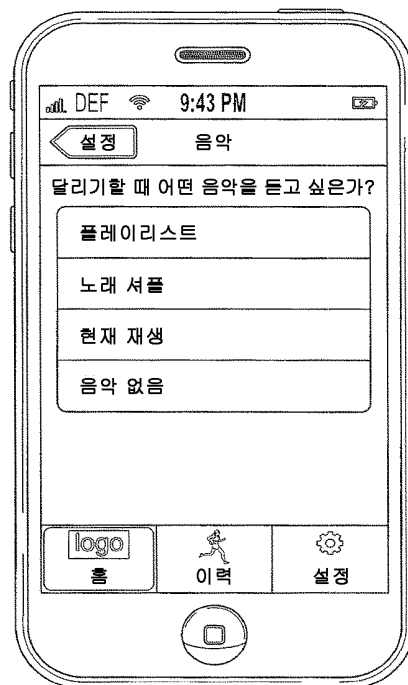 DEF 9:43 PM
설정 음악
달리기할 때 어떤 음악을 듣고 싶은가?
플레이리스트
노래 셔플
현재 재생
음악 없음
logo
홈 이력 설정